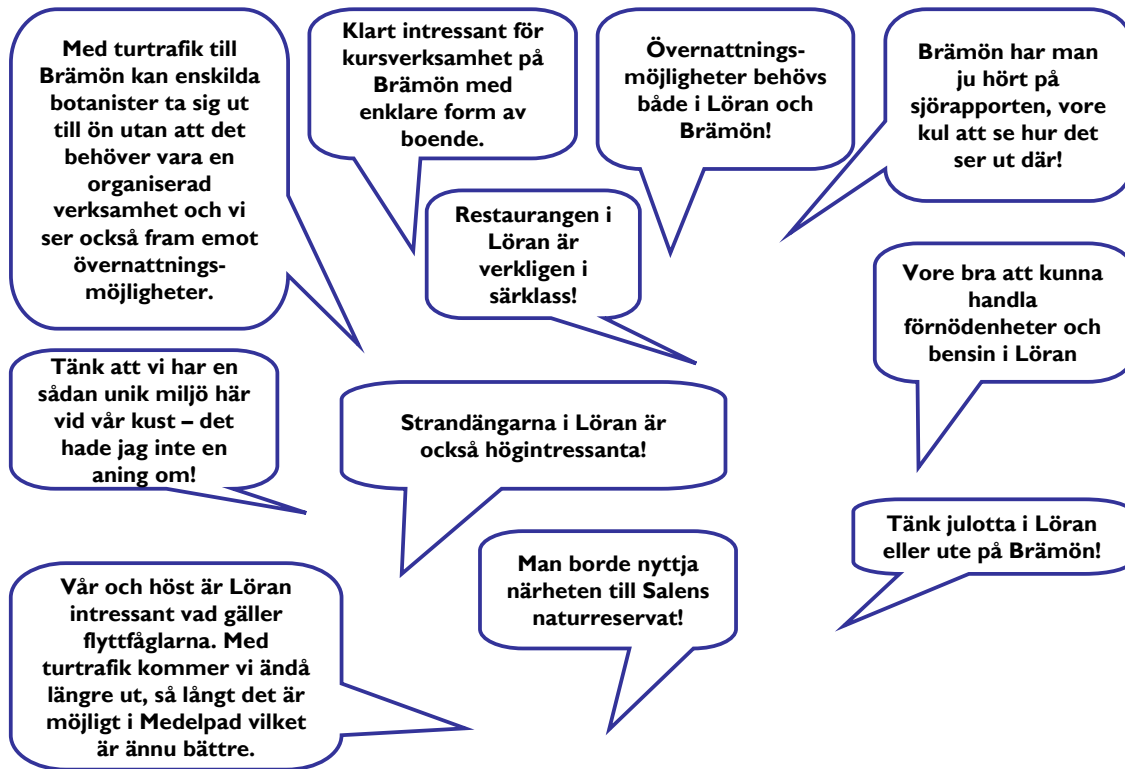 Med turtrafik till
Brämön kan enskilda
botanister ta sig ut
till ön utan att det
behöver vara en
organiserad
verksamhet och vi
ser också fram emot
övernattnings-
möjligheter.
Klart intressant för
kursverksamhet på
Brämön med
enklare form av
boende.
Övernattnings-
möjligheter behövs
både i Löran och
Brämön!
Brämön har man
ju hört på
sjörapporten, vore
kul att se hur det
ser ut där!
Restaurangen i
Löran är
verkligen i
särklass!
Vore bra att kunna
handla
förnödenheter och
bensin i Löran
Tänk att vi har en
sådan unik miljö här
vid vår kust – det
hade jag inte en
aning om!
Strandängarna i Löran är
också högintressanta!
Tänk julotta i Löran
eller ute på Brämön!
Man borde nyttja
närheten till Salens
naturreservat!
Vår och höst är Löran
intressant vad gäller
flyttfåglarna. Med
turtrafik kommer vi ändå
längre ut, så långt det är
möjligt i Medelpad vilket
är ännu bättre.